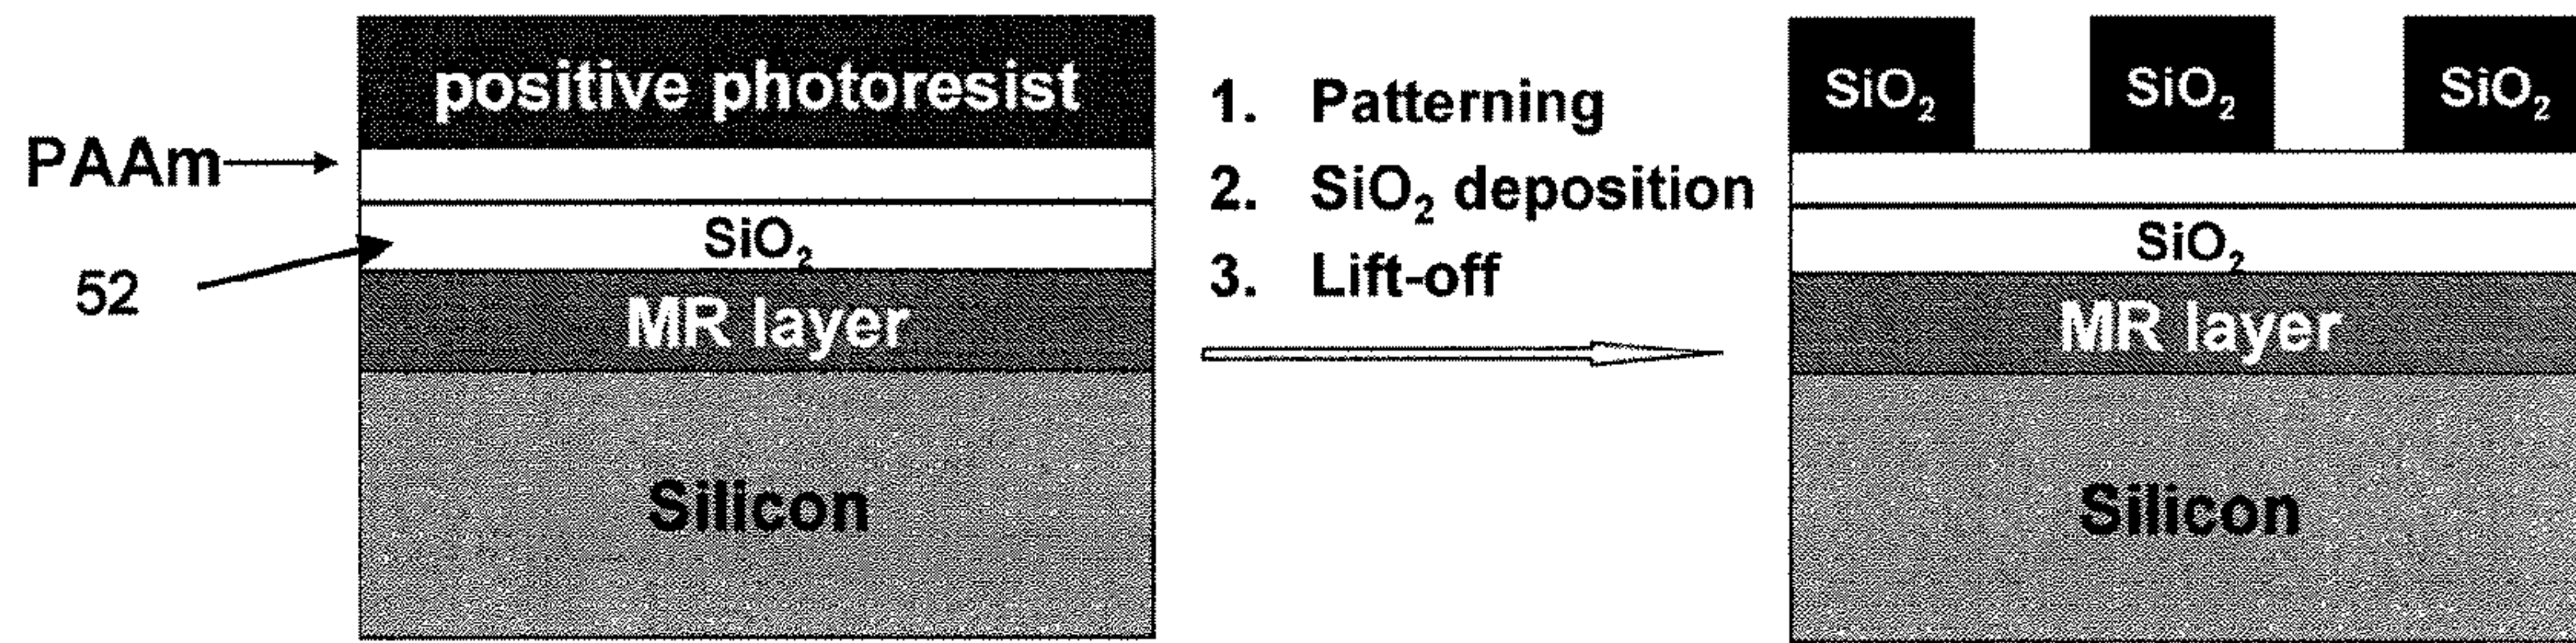 positive photoresist
PAAm
SiO₂
52
MR layer
Silicon
1. Patterning
2. SiO₂ deposition
3. Lift-off
SiO₂ SiO₂ SiO₂
SiO₂
MR layer
Silicon